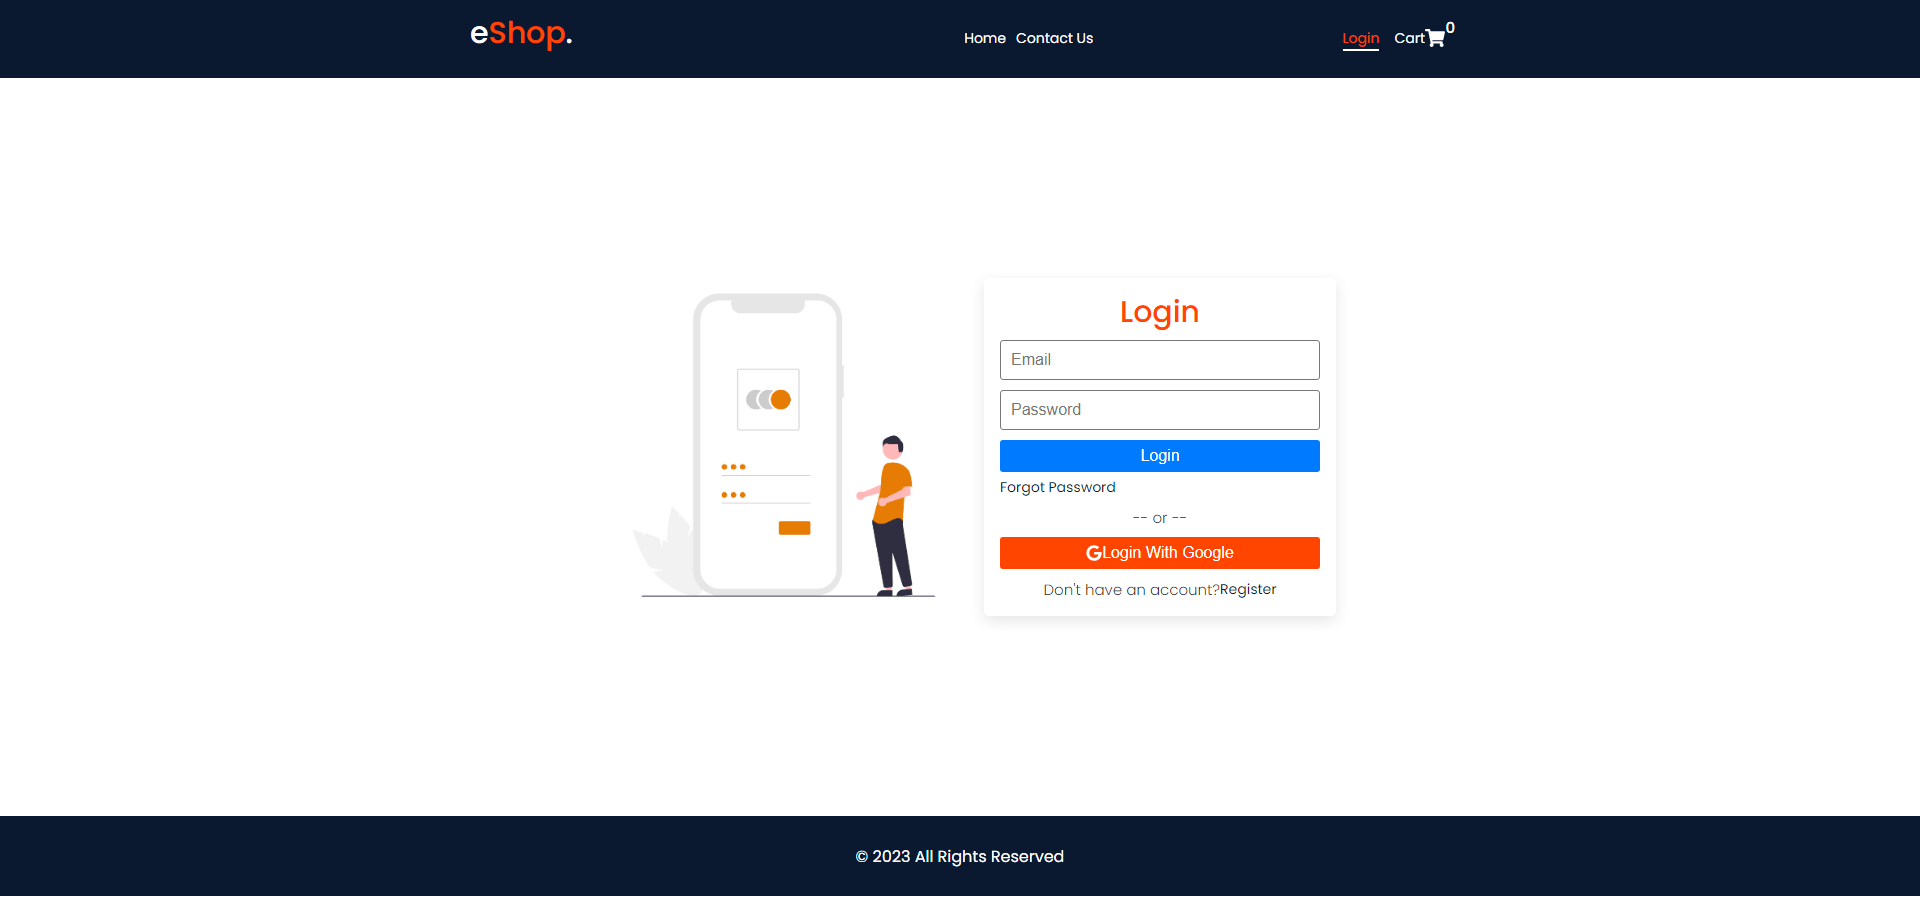 eShop.
Home Contact Us
Login Cart 0
Login
Email
Password
Login
Forgot Password
-- or --
Login With Google
Don't have an account?Register
© 2023 All Rights Reserved